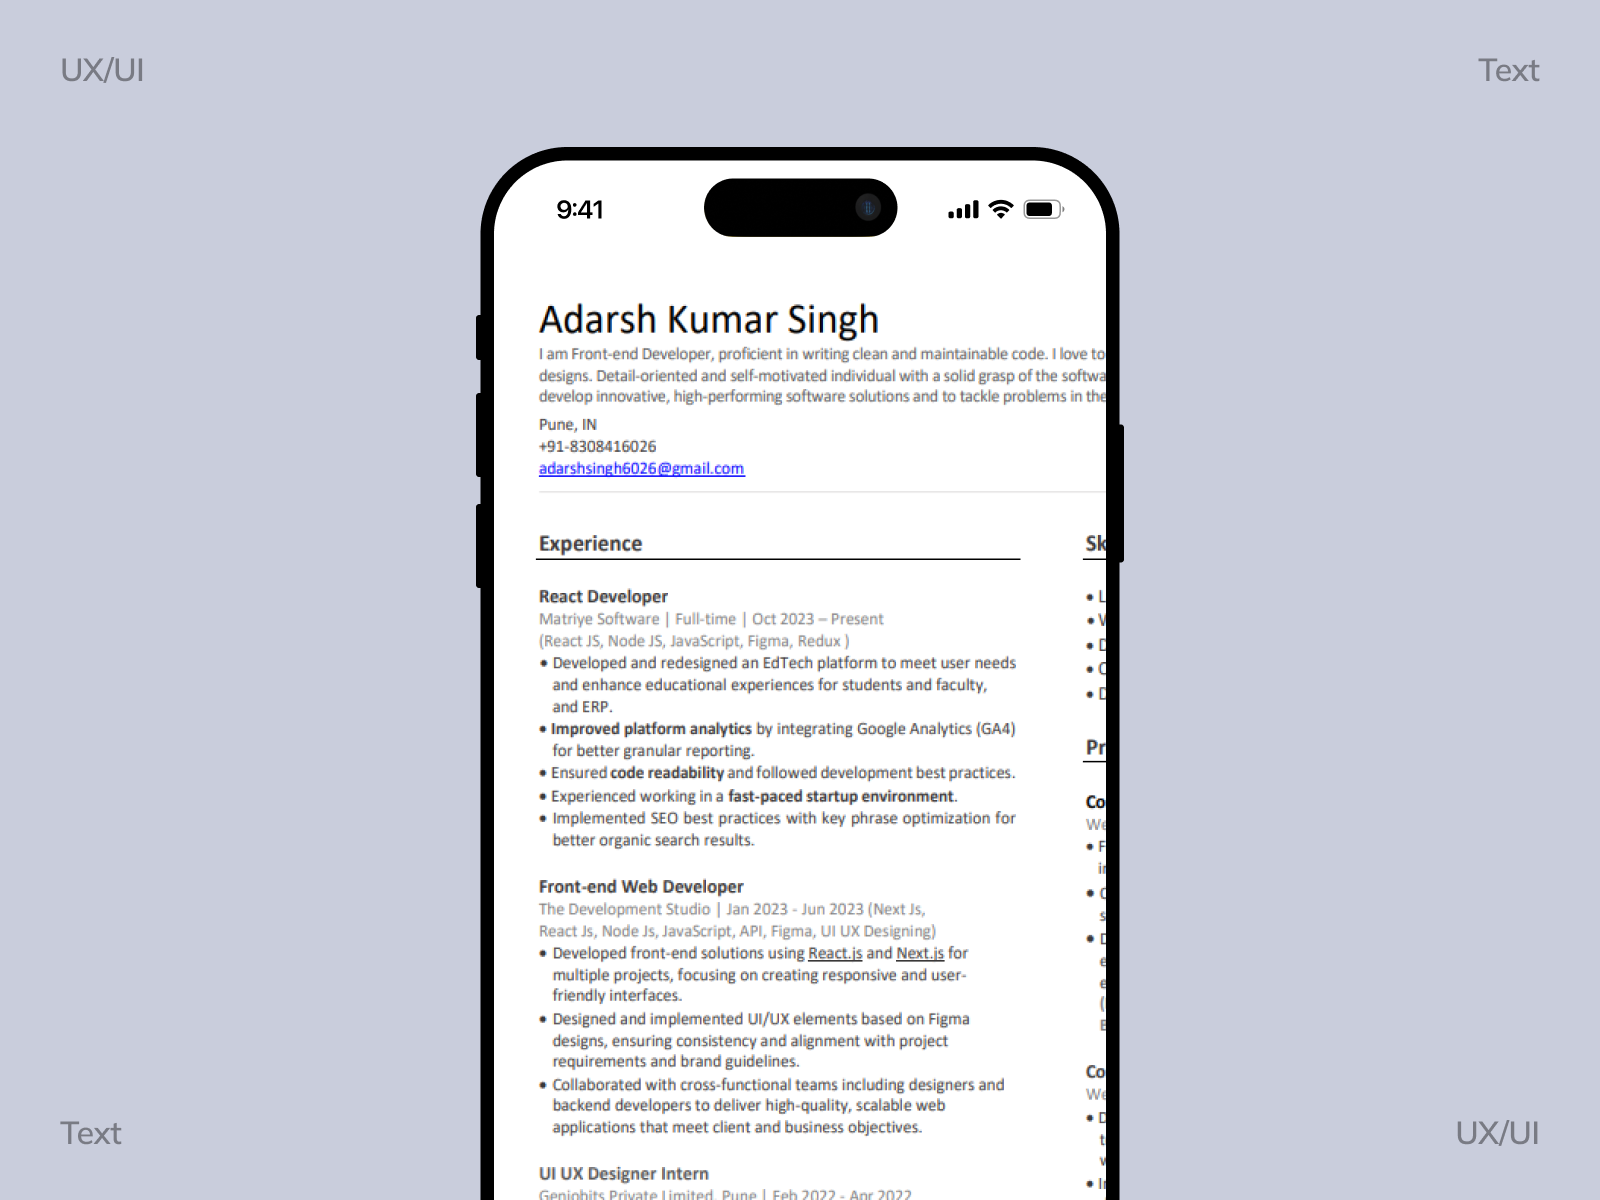 UX/UI
Text
9:41
Adarsh Kumar Singh
I am Front-end Developer, proficient in writing clean and maintainable code. I love to
designs. Detail-oriented and self-motivated individual with a solid grasp of the softwa
develop innovative, high-performing software solutions and to tackle problems in the
Pune, IN
+91-8308416026
adarshsingh6026@gmail.com
Experience
React Developer
Matriye Software | Full-time | Oct 2023 – Present
(React JS, Node JS, JavaScript, Figma, Redux )
• Developed and redesigned an EdTech platform to meet user needs
and enhance educational experiences for students and faculty,
and ERP.
• Improved platform analytics by integrating Google Analytics (GA4)
for better granular reporting.
• Ensured code readability and followed development best practices.
• Experienced working in a fast-paced startup environment.
• Implemented SEO best practices with key phrase optimization for
better organic search results.
Front-end Web Developer
The Development Studio | Jan 2023 - Jun 2023 (Next Js,
React Js, Node Js, JavaScript, API, Figma, UI UX Designing)
• Developed front-end solutions using React.js and Next.js for
multiple projects, focusing on creating responsive and user-
friendly interfaces.
• Designed and implemented UI/UX elements based on Figma
designs, ensuring consistency and alignment with project
requirements and brand guidelines.
• Collaborated with cross-functional teams including designers and
backend developers to deliver high-quality, scalable web
applications that meet client and business objectives.
UI UX Designer Intern
Geniobits Private Limited, Pune | Feb 2022 - Apr 2022
Sk
Pr
Co
We
Co
We
Text
UX/UI